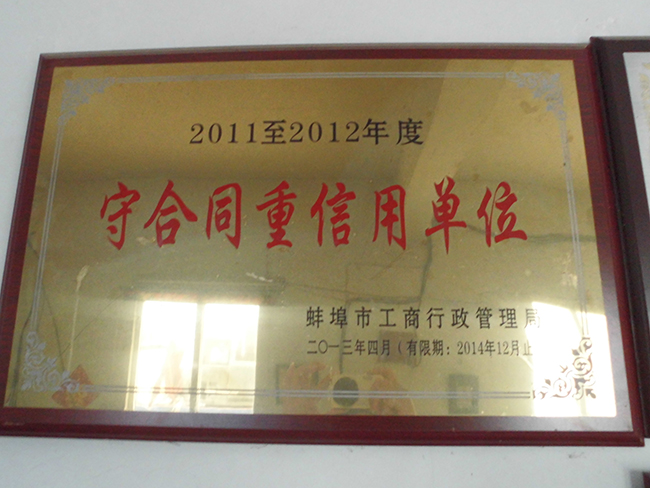 2011至2012年度
守合同重信用单位
蚌埠市工商行政管理局
二〇一三年四月（有限期：2014年12月止